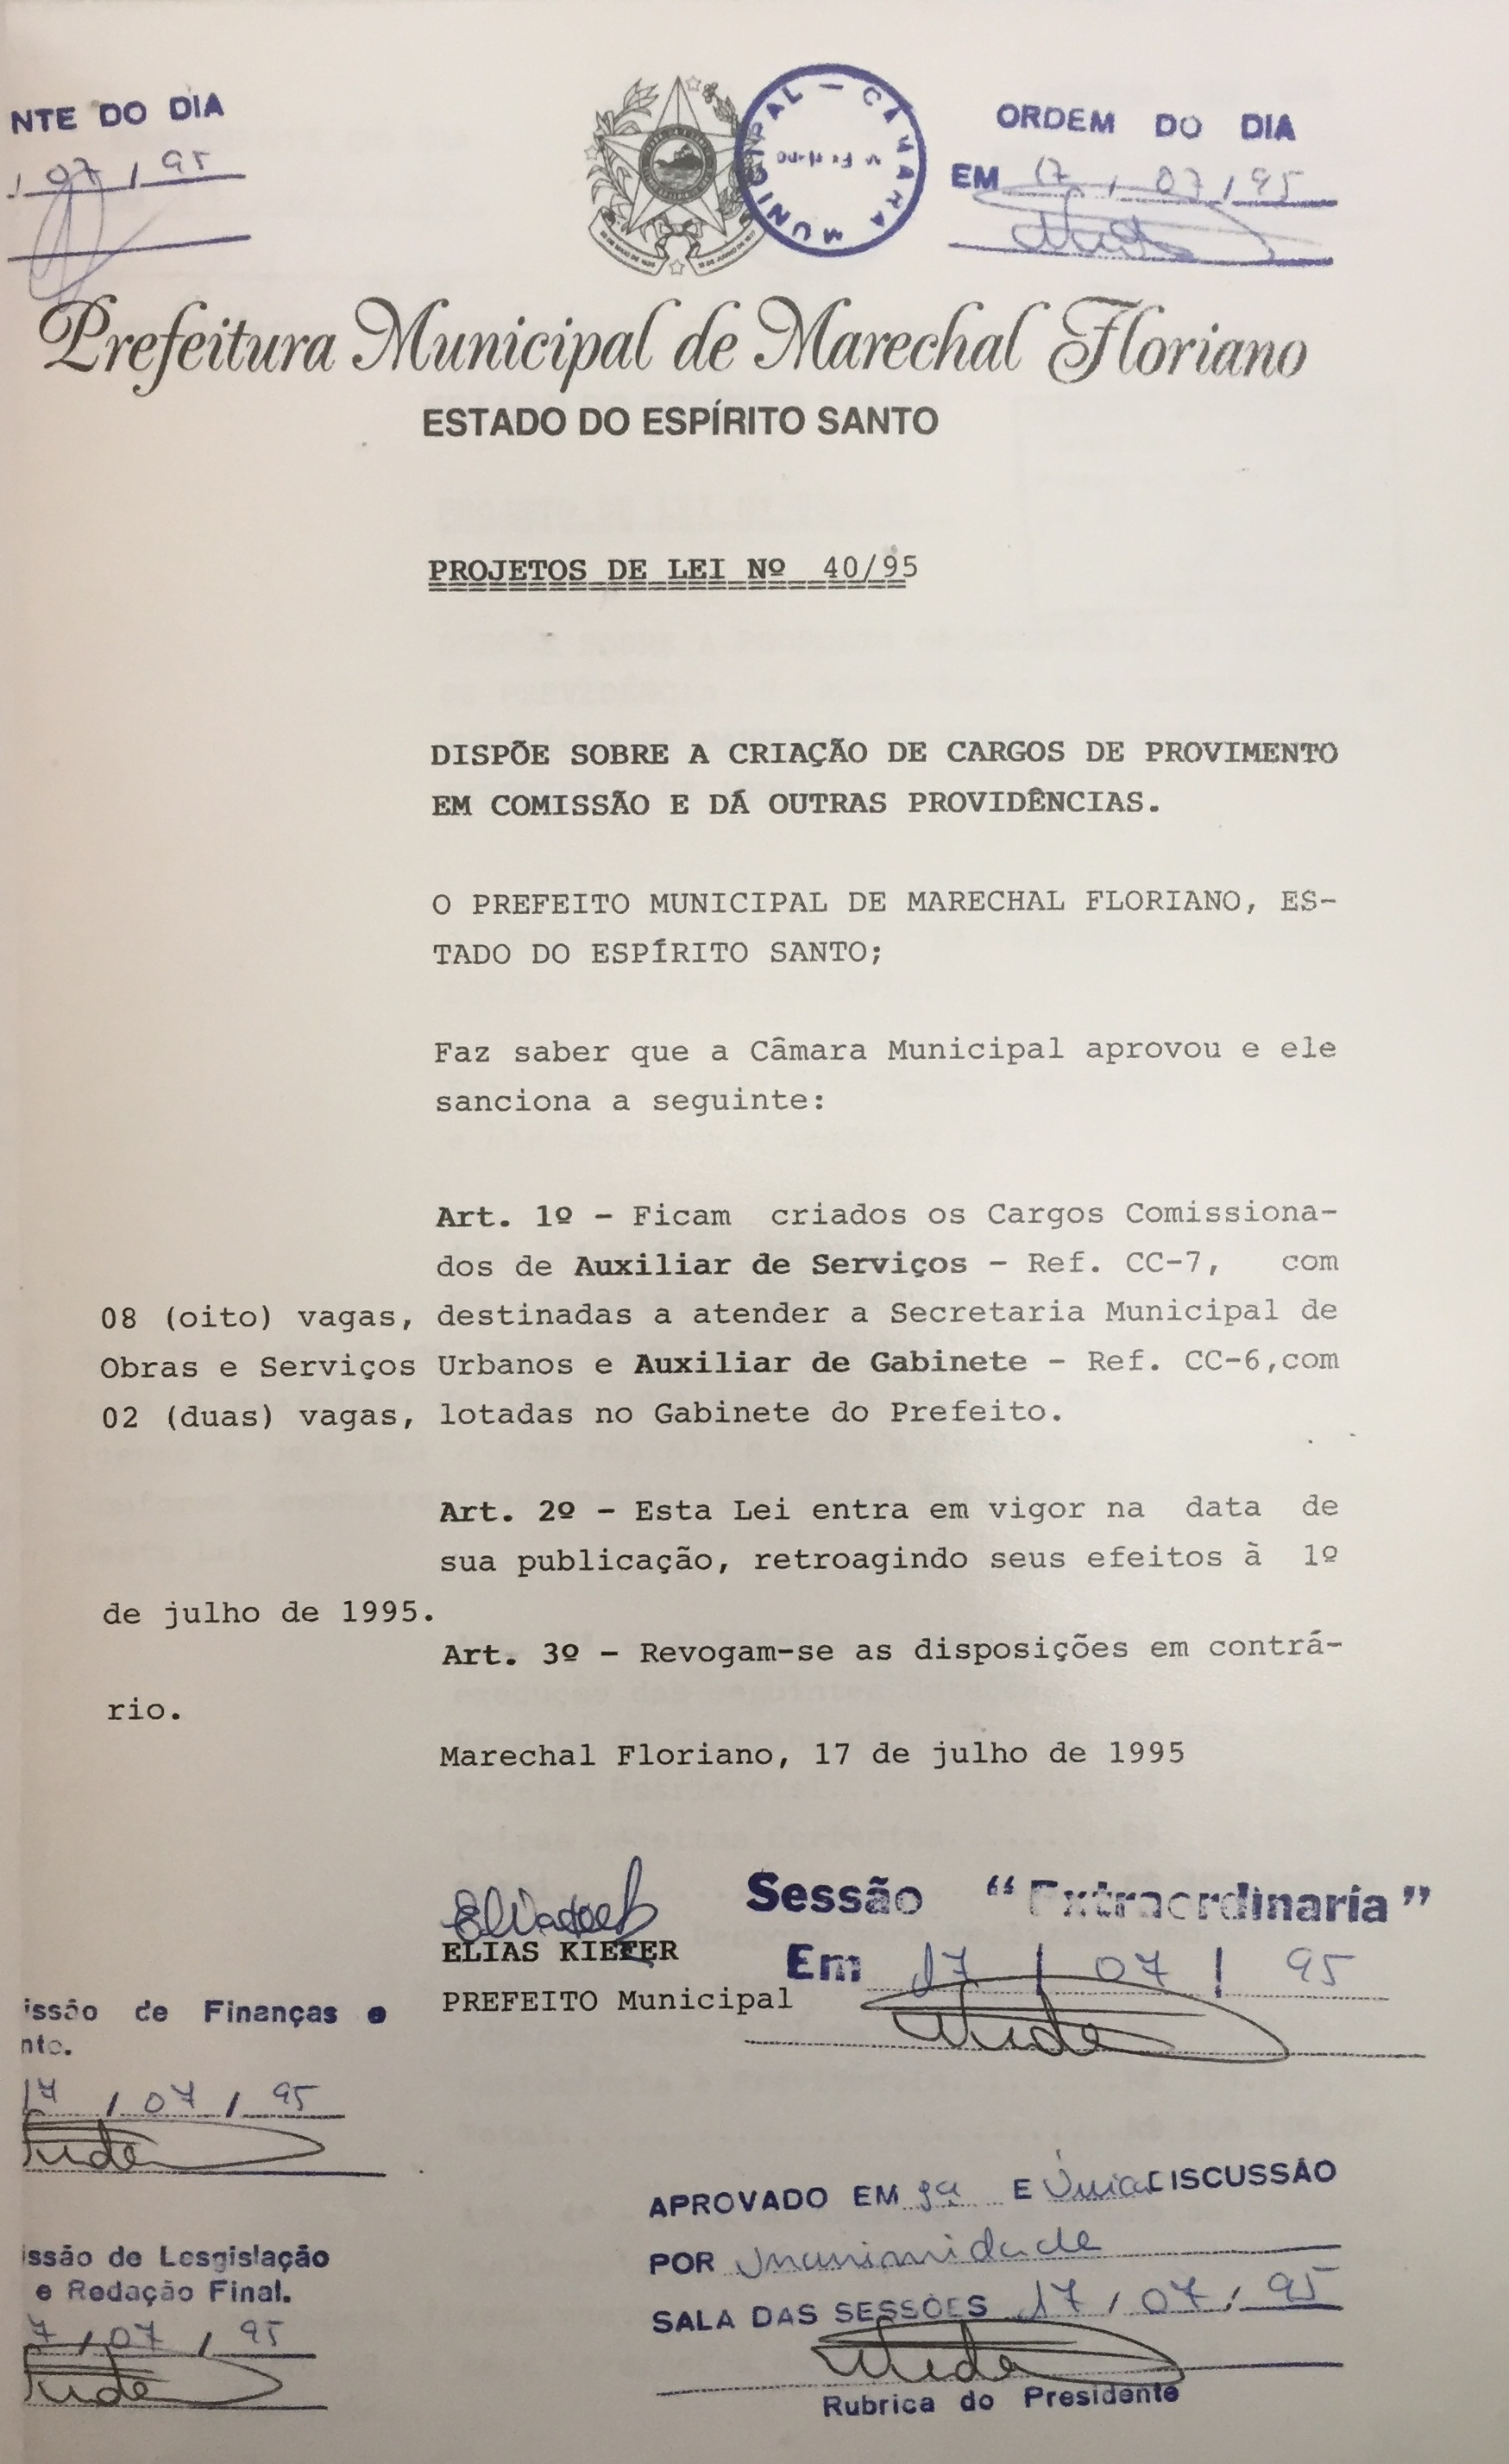 NTE DO DIA
07 / 95
MUNICIPAL — CÂMARA
ORDEM DO DIA
EM 17 / 07 / 95
Prefeitura Municipal de Marechal Floriano
ESTADO DO ESPÍRITO SANTO
PROJETOS DE LEI Nº 40/95
DISPÕE SOBRE A CRIAÇÃO DE CARGOS DE PROVIMENTO
EM COMISSÃO E DÁ OUTRAS PROVIDÊNCIAS.
O PREFEITO MUNICIPAL DE MARECHAL FLORIANO, ES-
TADO DO ESPÍRITO SANTO;
Faz saber que a Câmara Municipal aprovou e ele
sanciona a seguinte:
Art. 1º - Ficam criados os Cargos Comissiona-
dos de Auxiliar de Serviços - Ref. CC-7, com
08 (oito) vagas, destinadas a atender a Secretaria Municipal de
Obras e Serviços Urbanos e Auxiliar de Gabinete - Ref. CC-6,com
02 (duas) vagas, lotadas no Gabinete do Prefeito.
Art. 2º - Esta Lei entra em vigor na data de
sua publicação, retroagindo seus efeitos à 1º
de julho de 1995.
Art. 3º - Revogam-se as disposições em contrá-
rio.
Marechal Floriano, 17 de julho de 1995
ELIAS KIEFER
PREFEITO Municipal
Sessão “Extraordinaria”
Em 17 / 07 / 95
issão de Finanças e
nto.
17 / 07 / 95
APROVADO EM 1ª E Única DISCUSSÃO
POR unanimidade
SALA DAS SESSÕES 17 / 07 / 95
Rubrica do Presidente
issão de Lesgislação
e Redação Final.
7 / 07 / 95